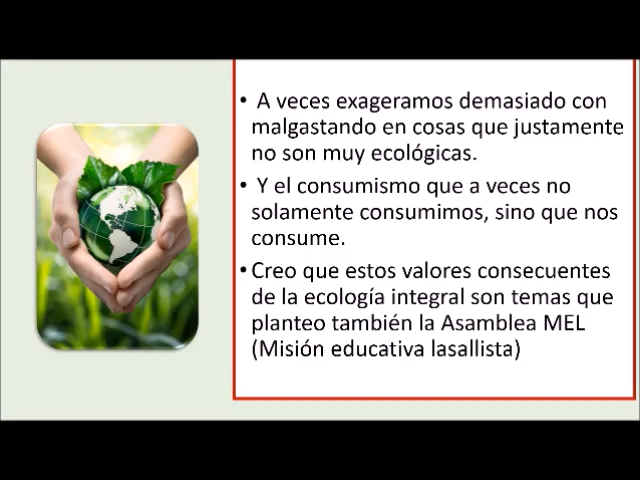 • A veces exageramos demasiado con
malgastando en cosas que justamente
no son muy ecológicas.
• Y el consumismo que a veces no
solamente consumimos, sino que nos
consume.
• Creo que estos valores consecuentes
de la ecología integral son temas que
planteo también la Asamblea MEL
(Misión educativa lasallista)